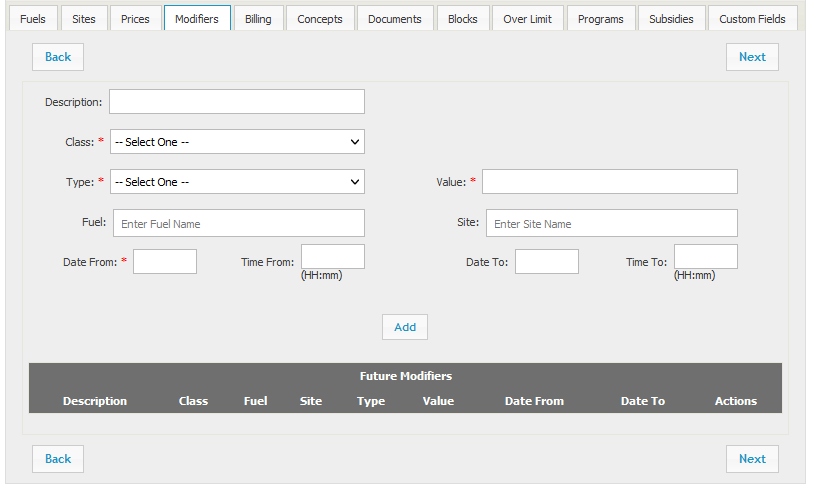 Fuels Sites Prices Modifiers Billing Concepts Documents Blocks Over Limit Programs Subsidies Custom Fields
Back Next
Description:
Class: * -- Select One --
Type: * -- Select One -- Value: *
Fuel: Enter Fuel Name Site: Enter Site Name
Date From: * Time From: Date To: Time To:
(HH:mm) (HH:mm)
Add
Future Modifiers
Description Class Fuel Site Type Value Date From Date To Actions
Back Next